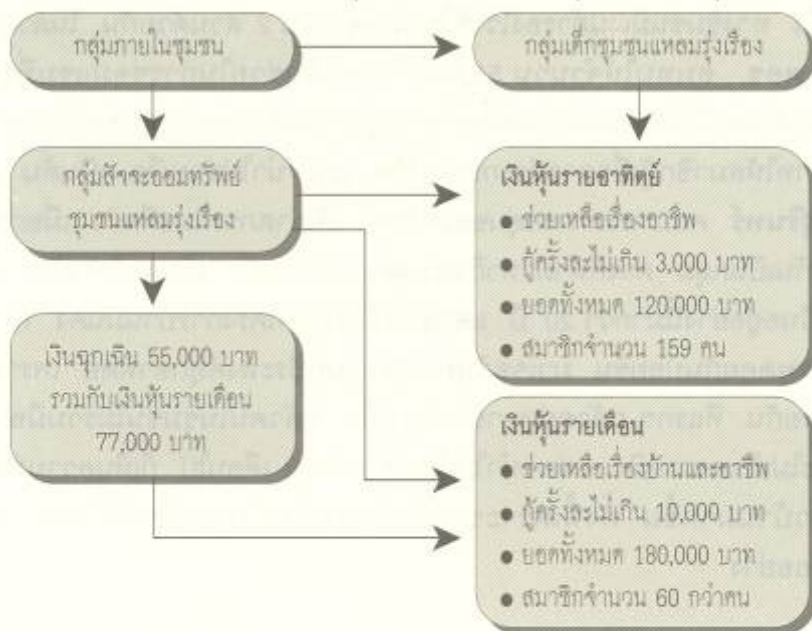 กลุ่มภายในชุมชน
กลุ่มเด็กชุมชนแหลมรุ่งเรือง
กลุ่มสัจจะออมทรัพย์
ชุมชนแหลมรุ่งเรือง
เงินหุ้นรายอาทิตย์
● ช่วยเหลือเรื่องอาชีพ
● กู้ครั้งละไม่เกิน 3,000 บาท
● ยอดทั้งหมด 120,000 บาท
● สมาชิกจำนวน 159 คน
เงินฉุกเฉิน 55,000 บาท
รวมกับเงินหุ้นรายเดือน
77,000 บาท
เงินหุ้นรายเดือน
● ช่วยเหลือเรื่องบ้านและอาชีพ
● กู้ครั้งละไม่เกิน 10,000 บาท
● ยอดทั้งหมด 180,000 บาท
● สมาชิกจำนวน 60 กว่าคน